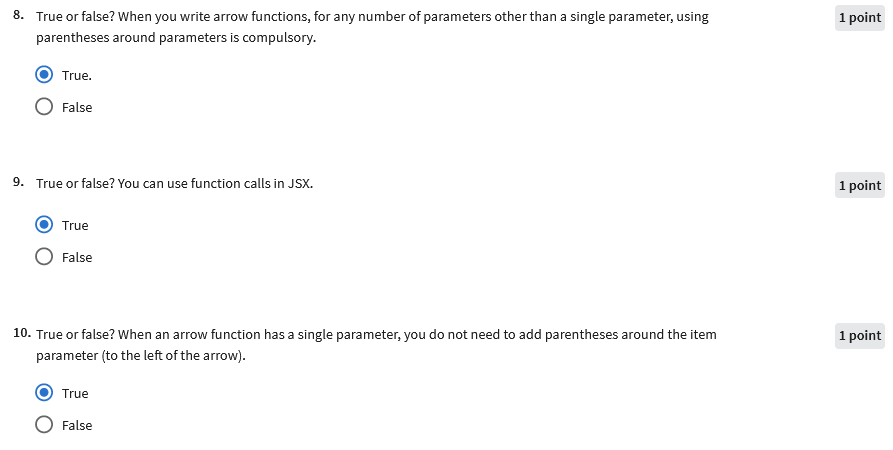 8. True or false? When you write arrow functions, for any number of parameters other than a single parameter, using 1 point
parentheses around parameters is compulsory.
True.
False
9. True or false? You can use function calls in JSX. 1 point
True
False
10. True or false? When an arrow function has a single parameter, you do not need to add parentheses around the item 1 point
parameter (to the left of the arrow).
True
False